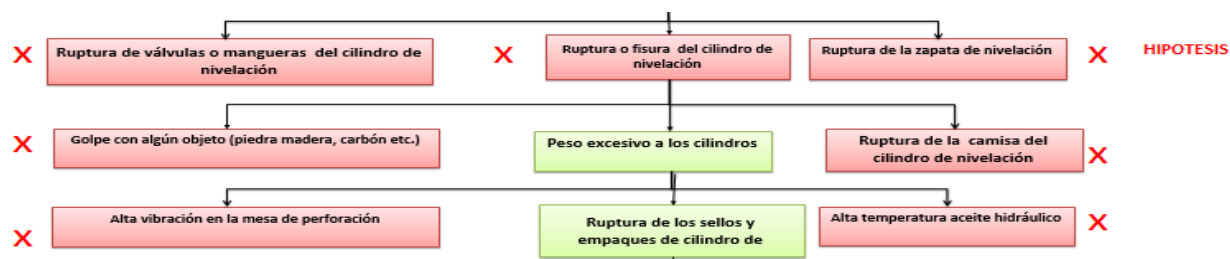 X
Ruptura de válvulas o mangueras del cilindro de
nivelación
X
Ruptura o fisura del cilindro de
nivelación
Ruptura de la zapata de nivelación
X
HIPOTESIS
X
Golpe con algún objeto (piedra madera, carbón etc.)
Peso excesivo a los cilindros
Ruptura de la camisa del
cilindro de nivelación
X
X
Alta vibración en la mesa de perforación
Ruptura de los sellos y
empaques de cilindro de
Alta temperatura aceite hidráulico
X